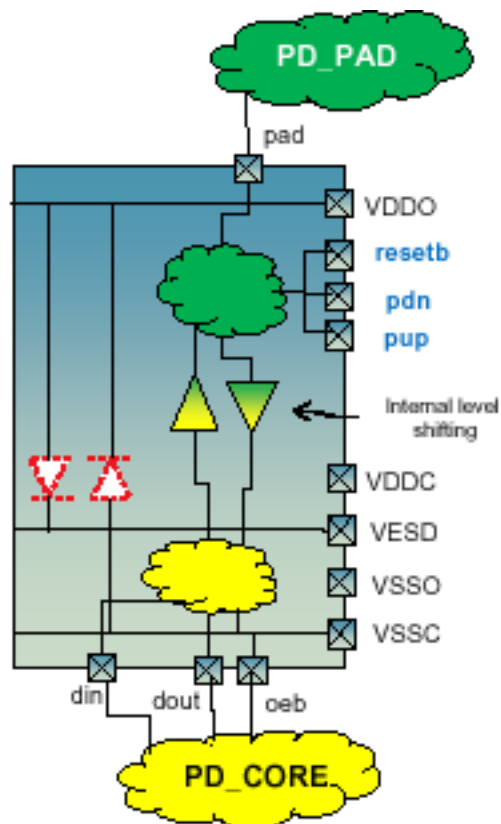 PD_PAD
pad
VDDO
resetb
pdn
pup
Internal level
shifting
VDDC
VESD
VSSO
VSSC
din
dout
oeb
PD_CORE